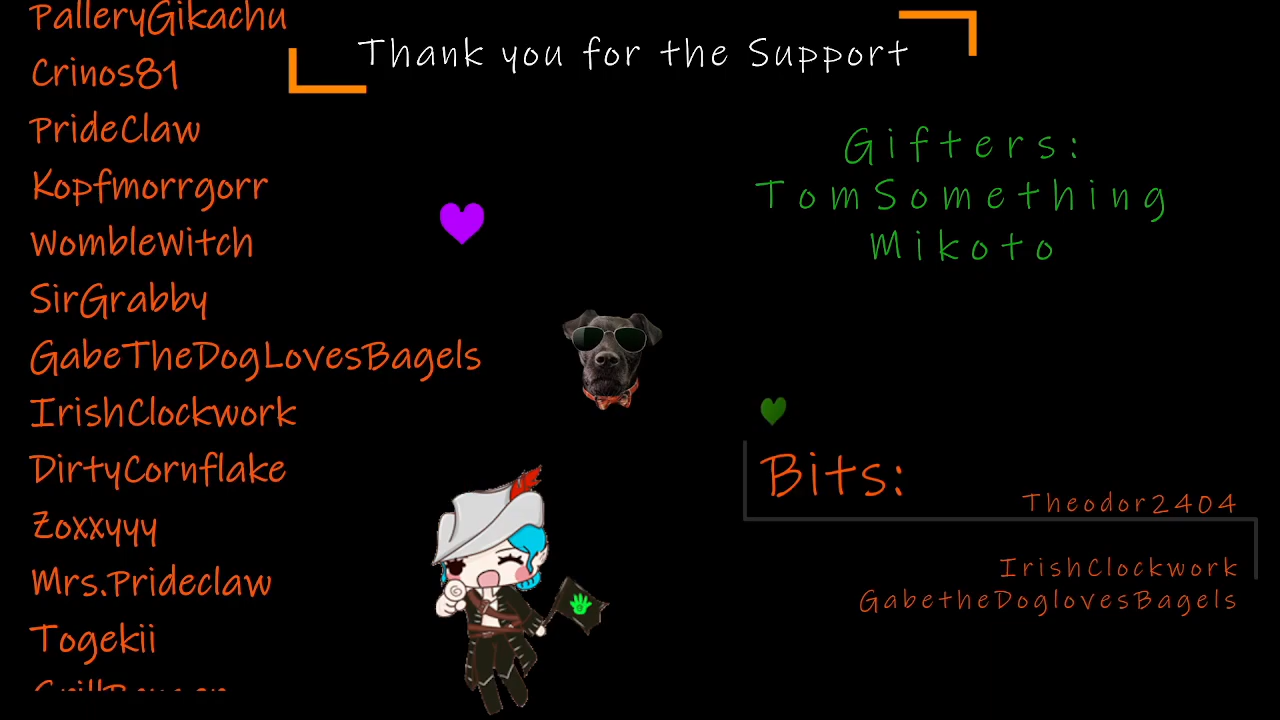 PalleryGikachu
Thank you for the Support
Crinos81
PrideClaw
Kopfmorrgorr
WombleWitch
SirGrabby
GabeTheDogLovesBagels
IrishClockwork
DirtyCornflake
Zoxxyyy
Mrs.Prideclaw
Togekii
Gifters:
TomSomething
Mikoto
Bits:
Theodor2404
IrishClockwork
GabetheDoglovesBagels